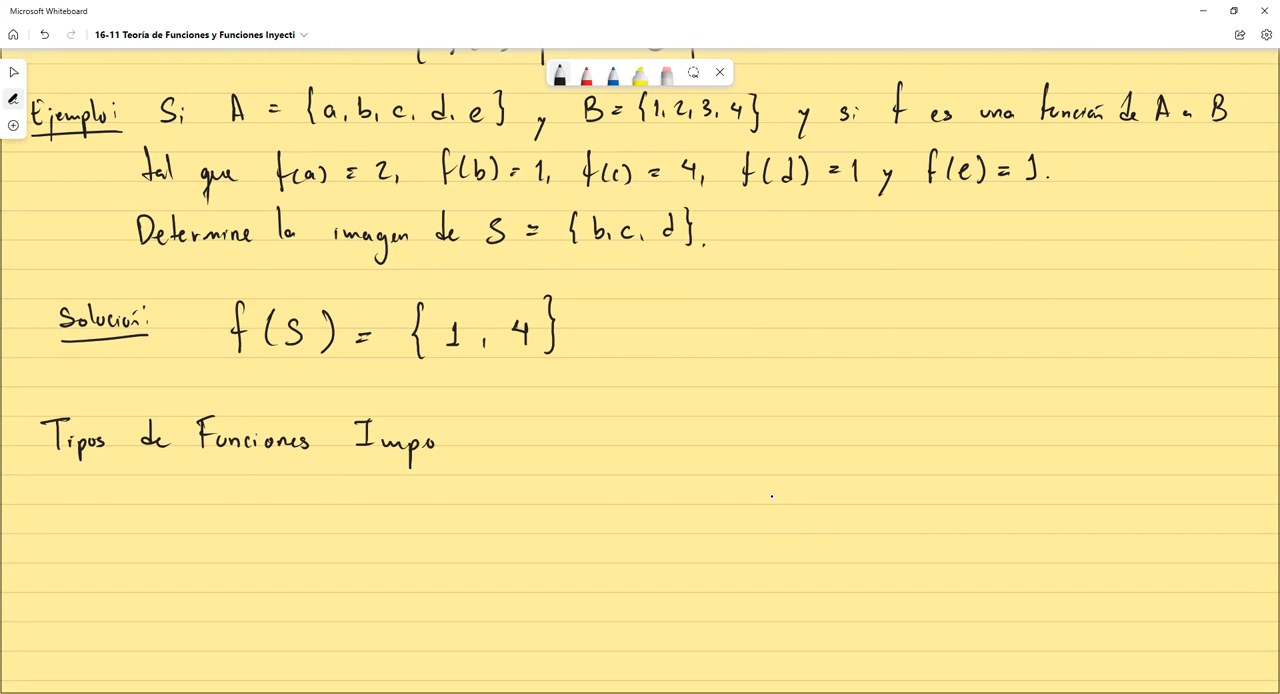 Microsoft Whiteboard
16-11 Teoría de Funciones y Funciones Inyecti
Ejemplo: Si A = {a, b, c, d, e} y B = {1, 2, 3, 4} y si f es una función de A a B
tal que f(a) = 2, f(b) = 1, f(c) = 4, f(d) = 1 y f(e) = 1.
Determine la imagen de S = {b, c, d}.
Solución: f(S) = {1, 4}
Tipos de Funciones Impo